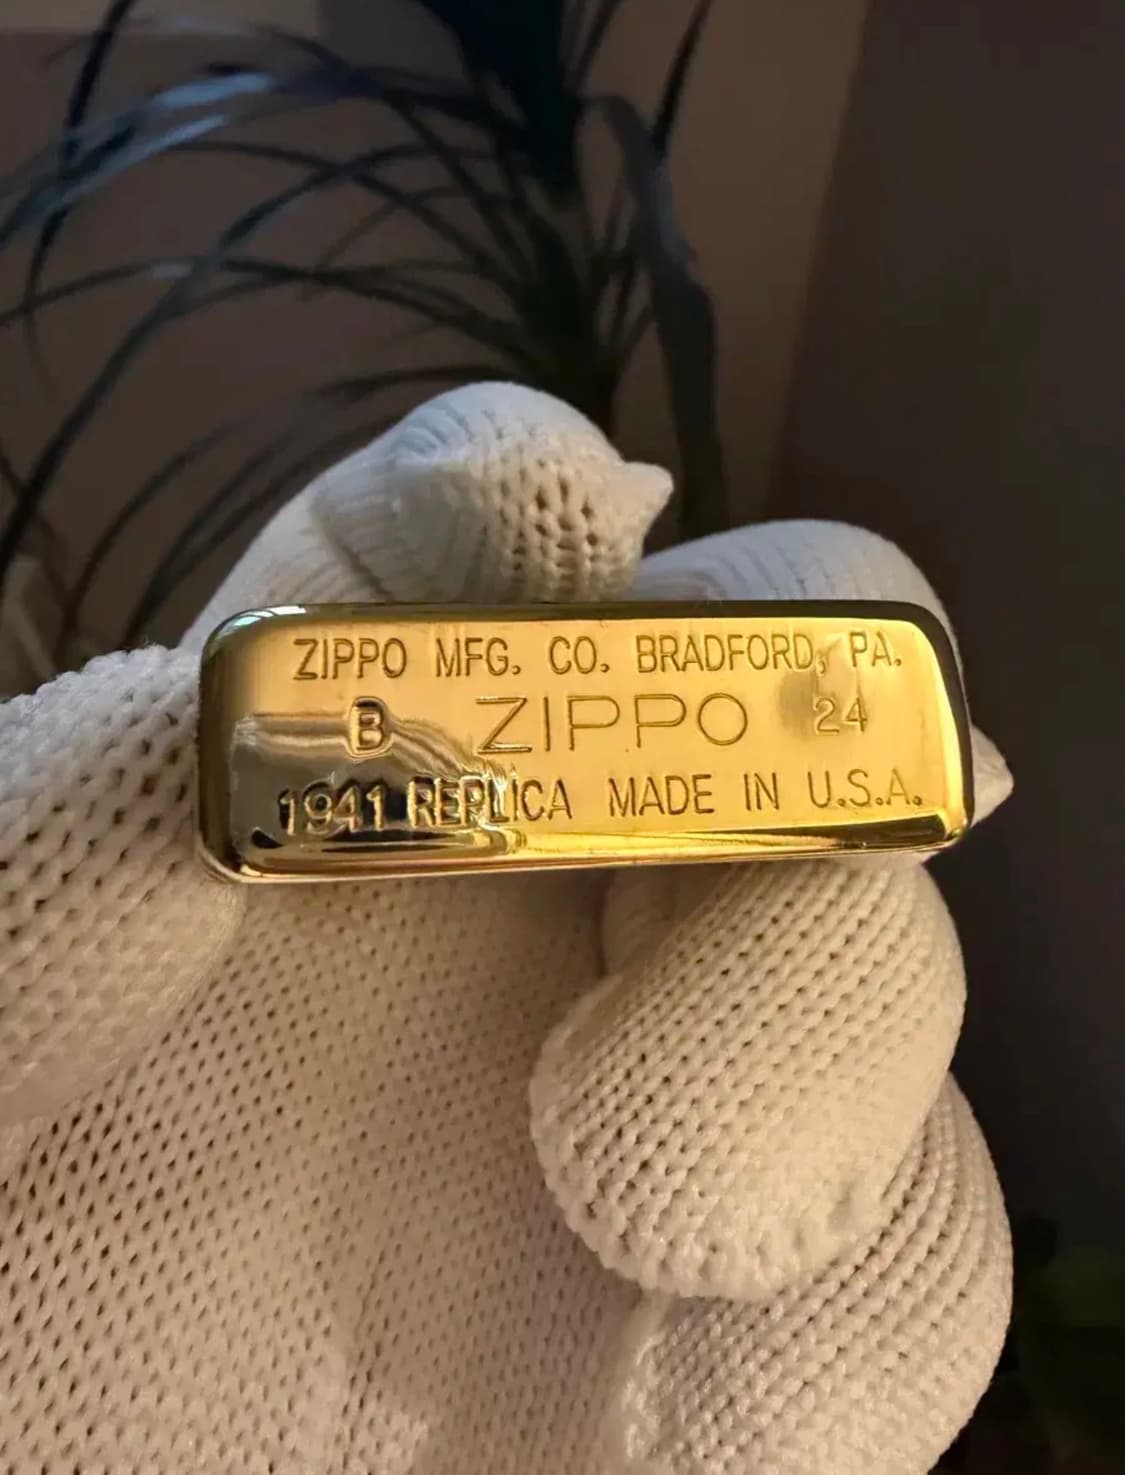 ZIPPO MFG. CO. BRADFORD, PA.
B ZIPPO 24
1941 REPLICA MADE IN U.S.A.